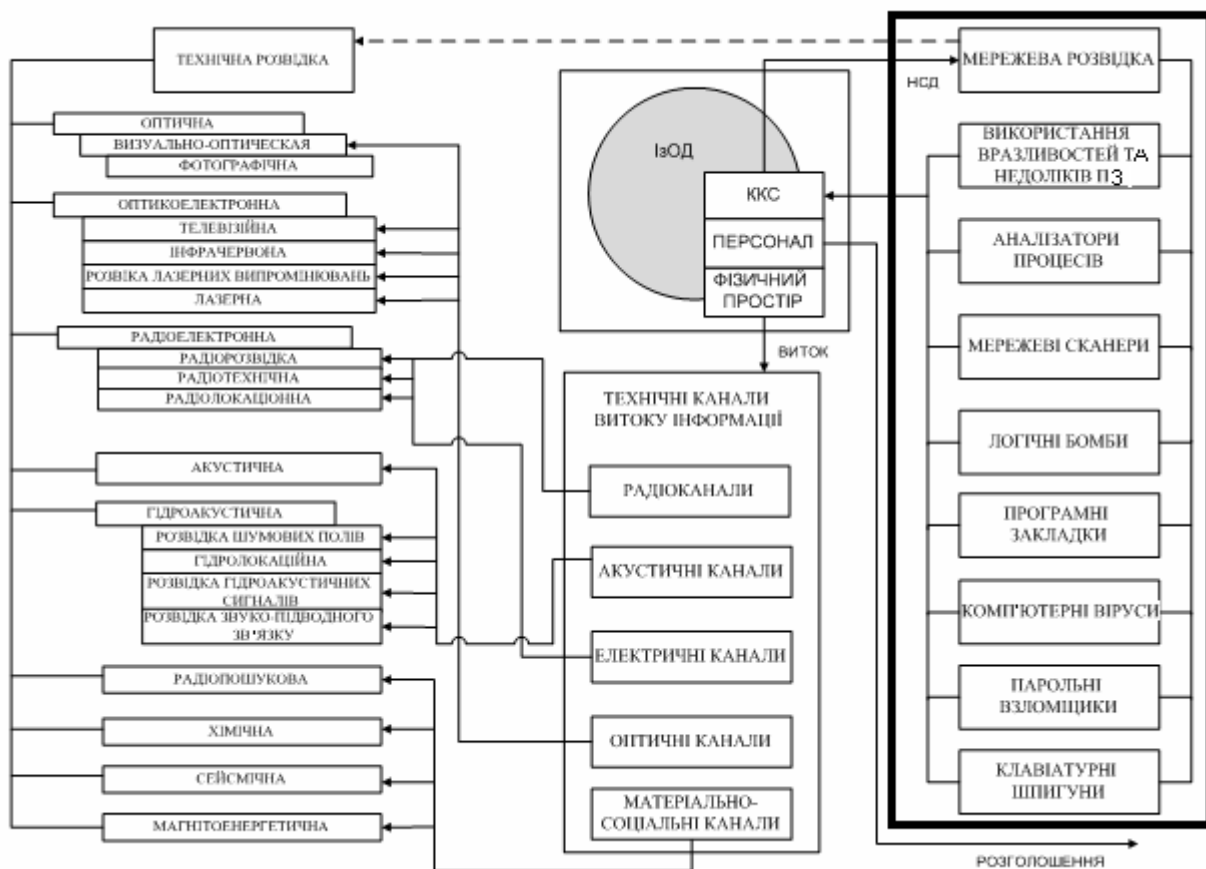 ТЕХНІЧНА РОЗВІДКА
ОПТИЧНА
ВИЗУАЛЬНО-ОПТИЧЕСКАЯ
ФОТОГРАФІЧНА
ОПТИКОЕЛЕКТРОННА
ТЕЛЕВІЗІЙНА
ІНФРАЧЕРВОНА
РОЗВІКА ЛАЗЕРНИХ ВИПРОМІНЮВАНЬ
ЛАЗЕРНА
РАДІОЕЛЕКТРОННА
РАДІОРОЗВІДКА
РАДІОТЕХНІЧНА
РАДІОЛОКАЦІОННА
АКУСТИЧНА
ГІДРОАКУСТИЧНА
РОЗВІДКА ШУМОВИХ ПОЛІВ
ГІДРОЛОКАЦІЙНА
РОЗВІДКА ГІДРОАКУСТИЧНИХ
СИГНАЛІВ
РОЗВІДКА ЗВУКО-ПІДВОДНОГО
ЗВ'ЯЗКУ
РАДІОПОШУКОВА
ХІМІЧНА
СЕЙСМІЧНА
МАГНІТОЕНЕРГЕТИЧНА
ІзОД
ККС
ПЕРСОНАЛ
ФІЗИЧНИЙ
ПРОСТІР
НСД
ВИТОК
ТЕХНІЧНІ КАНАЛИ
ВИТОКУ ІНФОРМАЦІЇ
РАДІОКАНАЛИ
АКУСТИЧНІ КАНАЛИ
ЕЛЕКТРИЧНІ КАНАЛИ
ОПТИЧНІ КАНАЛИ
МАТЕРІАЛЬНО-
СОЦІАЛЬНІ КАНАЛИ
МЕРЕЖЕВА РОЗВІДКА
ВИКОРИСТАННЯ
ВРАЗЛИВОСТЕЙ ТА
НЕДОЛІКІВ ПЗ
АНАЛІЗАТОРИ
ПРОЦЕСІВ
МЕРЕЖЕВІ СКАНЕРИ
ЛОГІЧНІ БОМБИ
ПРОГРАМНІ
ЗАКЛАДКИ
КОМП'ЮТЕРНІ ВІРУСИ
ПАРОЛЬНІ
ВЗЛОМЩИКИ
КЛАВІАТУРНІ
ШПИГУНИ
РОЗГОЛОШЕННЯ